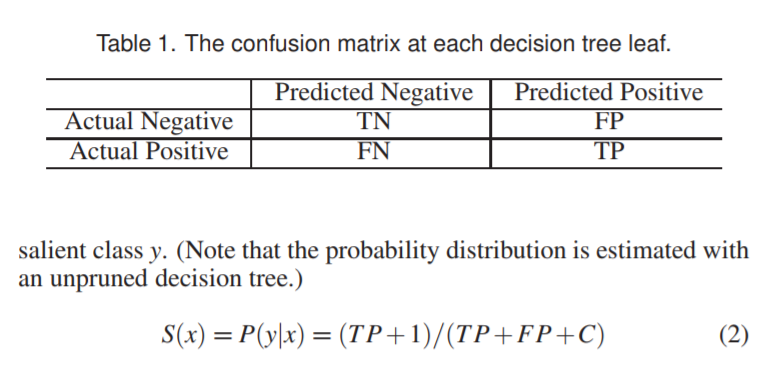 Table 1. The confusion matrix at each decision tree leaf.
Predicted Negative Predicted Positive
Actual Negative TN FP
Actual Positive FN TP
salient class y. (Note that the probability distribution is estimated with
an unpruned decision tree.)
S(x) = P(y|x) = (TP+1)/(TP+FP+C) (2)